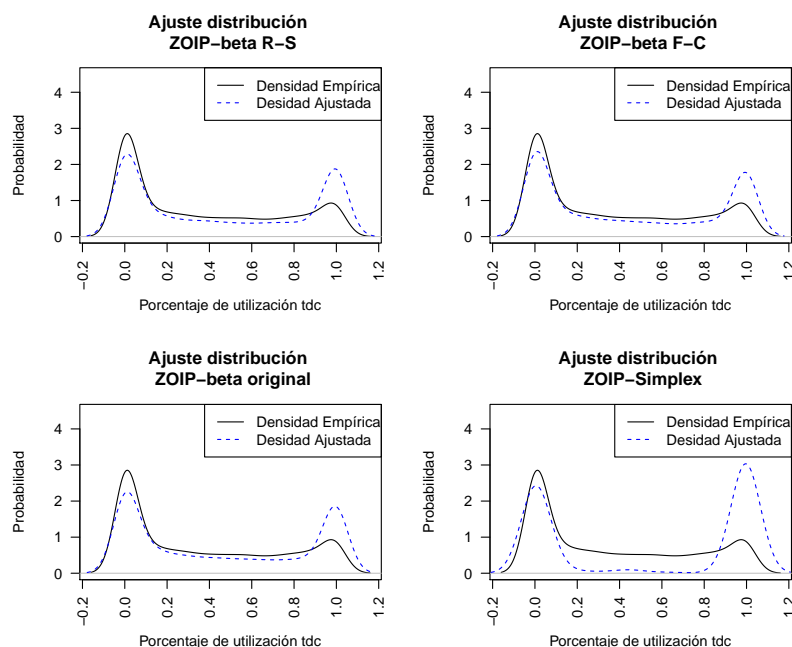 Ajuste distribución
ZOIP−beta R−S
Densidad Empírica
Desidad Ajustada
Probabilidad
4
3
2
1
0
−0.2
0.0
0.2
0.4
0.6
0.8
1.0
1.2
Porcentaje de utilización tdc
Ajuste distribución
ZOIP−beta F−C
Densidad Empírica
Desidad Ajustada
Probabilidad
4
3
2
1
0
−0.2
0.0
0.2
0.4
0.6
0.8
1.0
1.2
Porcentaje de utilización tdc
Ajuste distribución
ZOIP−beta original
Densidad Empírica
Desidad Ajustada
Probabilidad
4
3
2
1
0
−0.2
0.0
0.2
0.4
0.6
0.8
1.0
1.2
Porcentaje de utilización tdc
Ajuste distribución
ZOIP−Simplex
Densidad Empírica
Desidad Ajustada
Probabilidad
4
3
2
1
0
−0.2
0.0
0.2
0.4
0.6
0.8
1.0
1.2
Porcentaje de utilización tdc